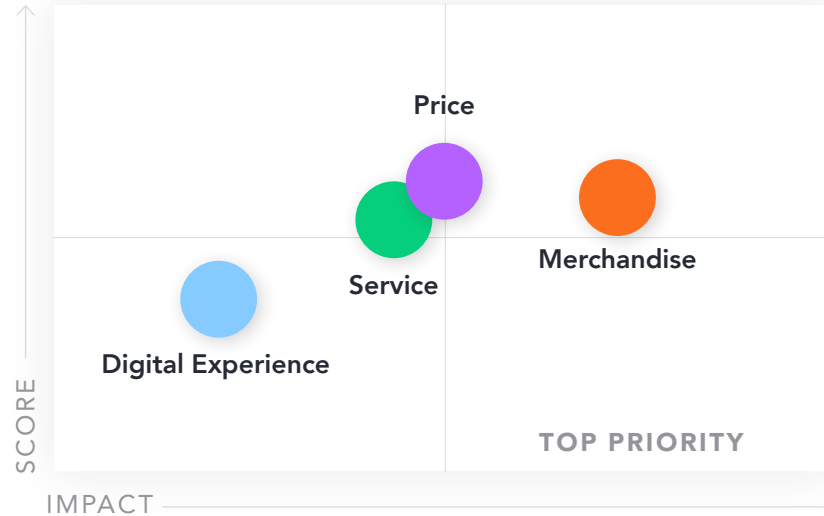 Price
Merchandise
Service
Digital Experience
TOP PRIORITY
SCORE
IMPACT